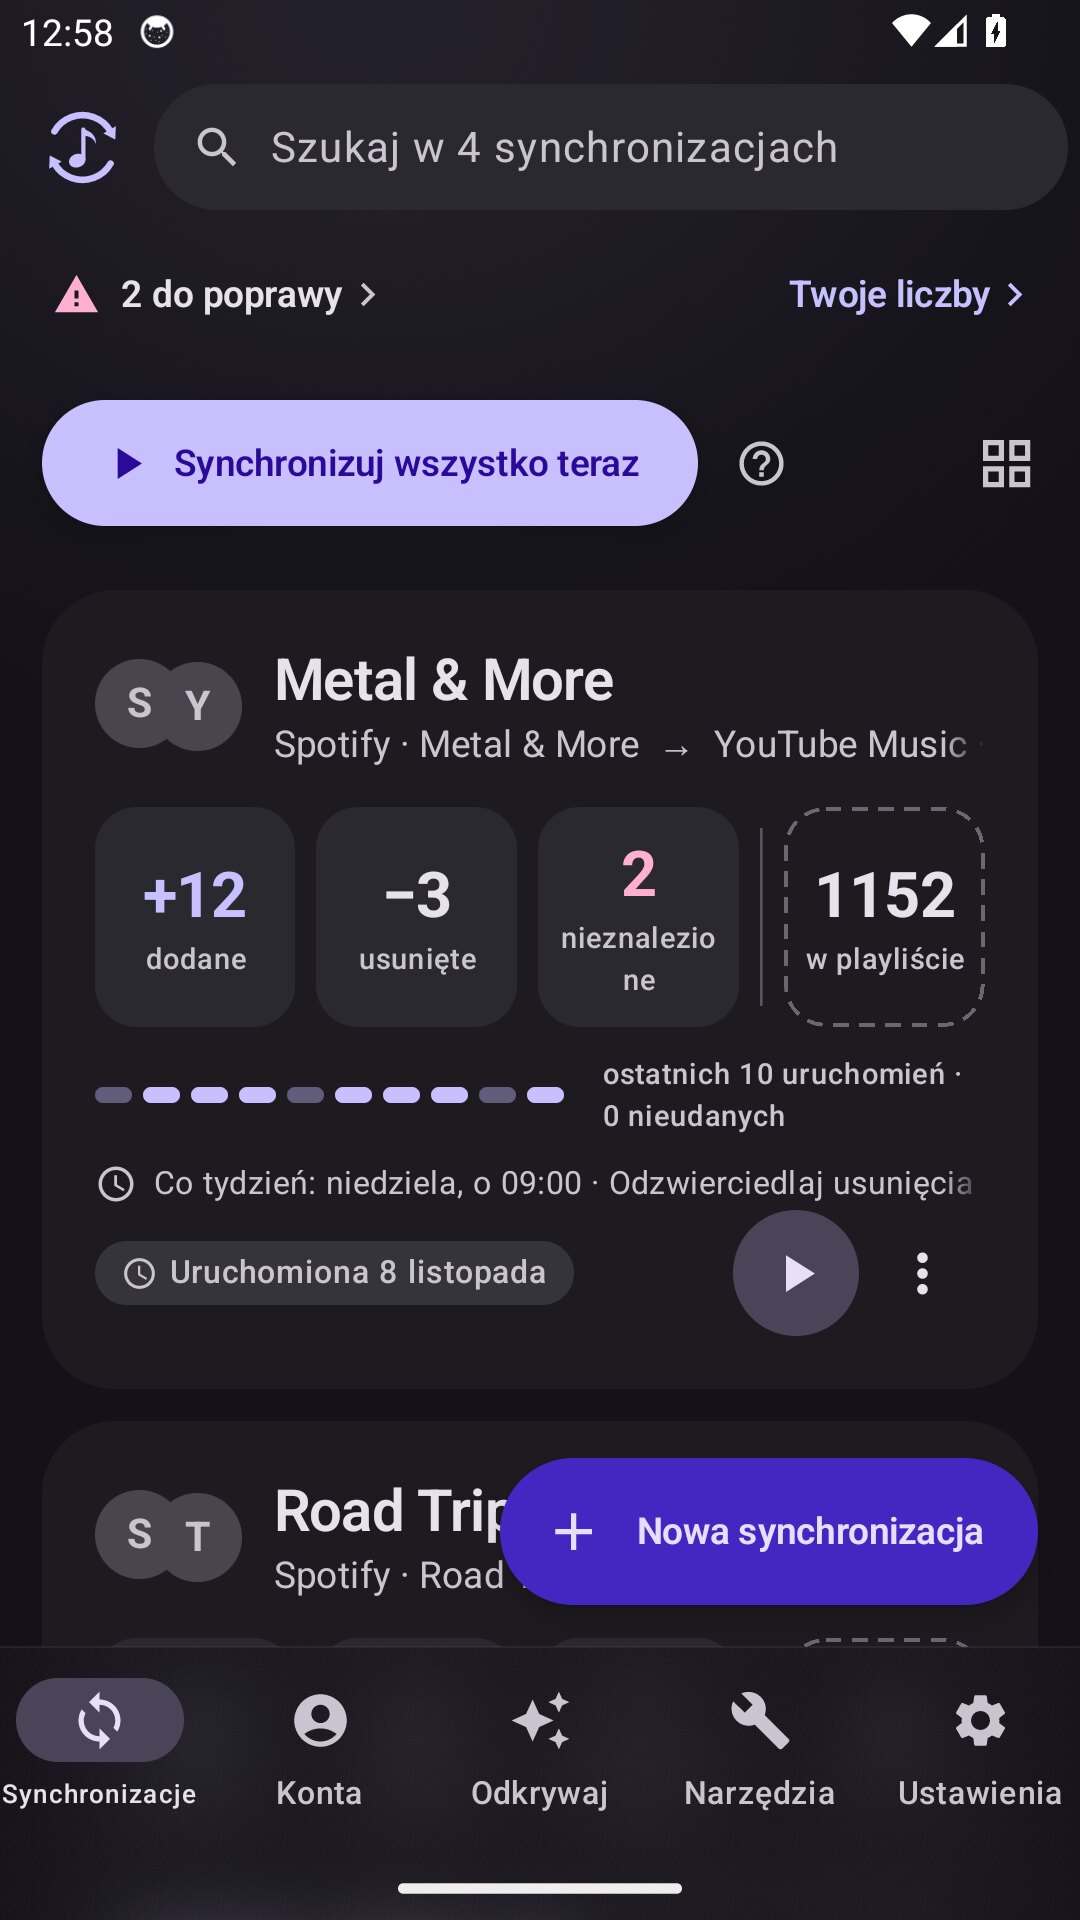 12:58
Szukaj w 4 synchronizacjach
2 do poprawy
Twoje liczby
Synchronizuj wszystko teraz
S Y
Metal & More
Spotify · Metal & More → YouTube Music
+12
dodane
−3
usunięte
2
nieznalezio
ne
1152
w playliście
ostatnich 10 uruchomień ·
0 nieudanych
Co tydzień: niedziela, o 09:00 · Odzwierciedlaj usunięcia
Uruchomiona 8 listopada
S T
Road Trip
Spotify · Road
Nowa synchronizacja
Synchronizacje
Konta
Odkrywaj
Narzędzia
Ustawienia